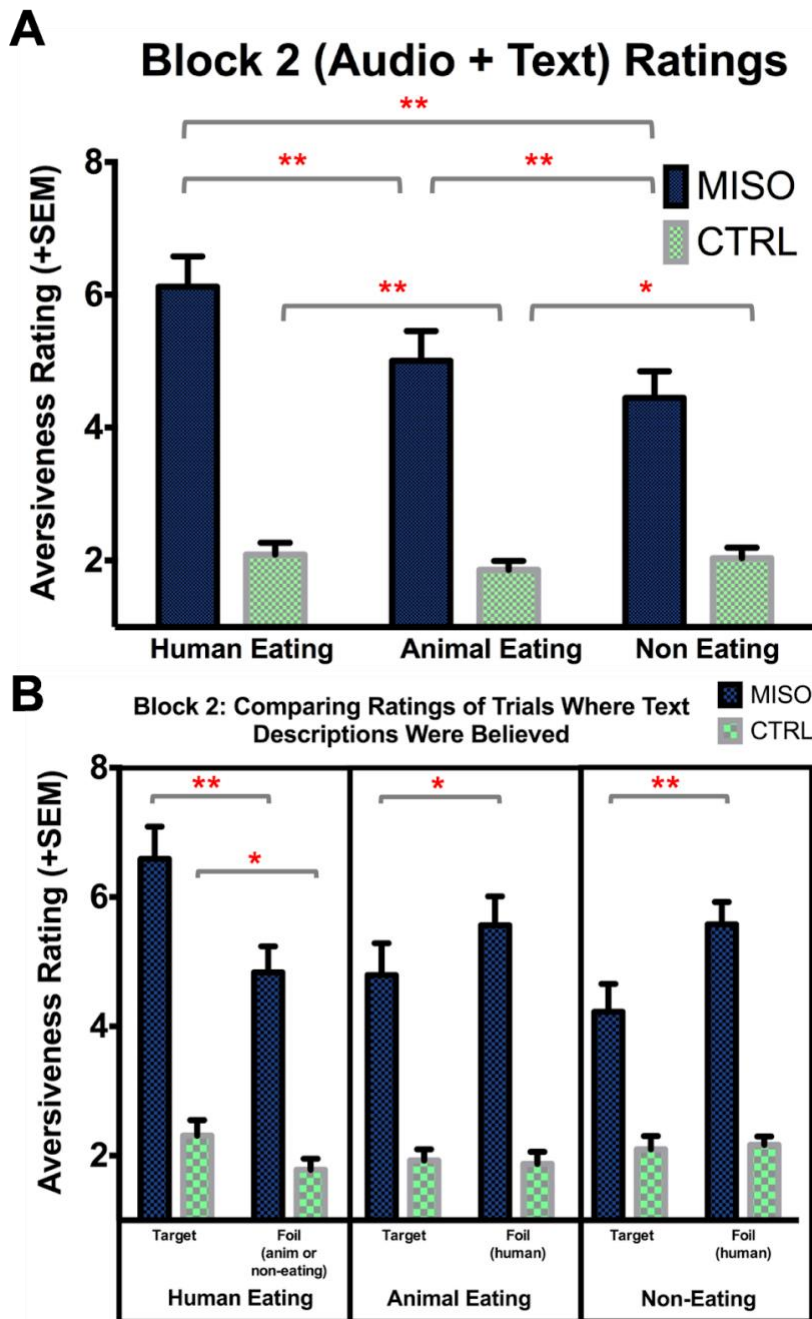 A
Block 2 (Audio + Text) Ratings
**
**
**
8
MISO
CTRL
**
*
6
4
2
Aversiveness Rating (+SEM)
Human Eating
Animal Eating
Non Eating
B
Block 2: Comparing Ratings of Trials Where Text
Descriptions Were Believed
MISO
CTRL
8
**
*
**
*
6
4
2
Aversiveness Rating (+SEM)
Target
Foil
(anim or
non-eating)
Human Eating
Target
Foil
(human)
Animal Eating
Target
Foil
(human)
Non-Eating